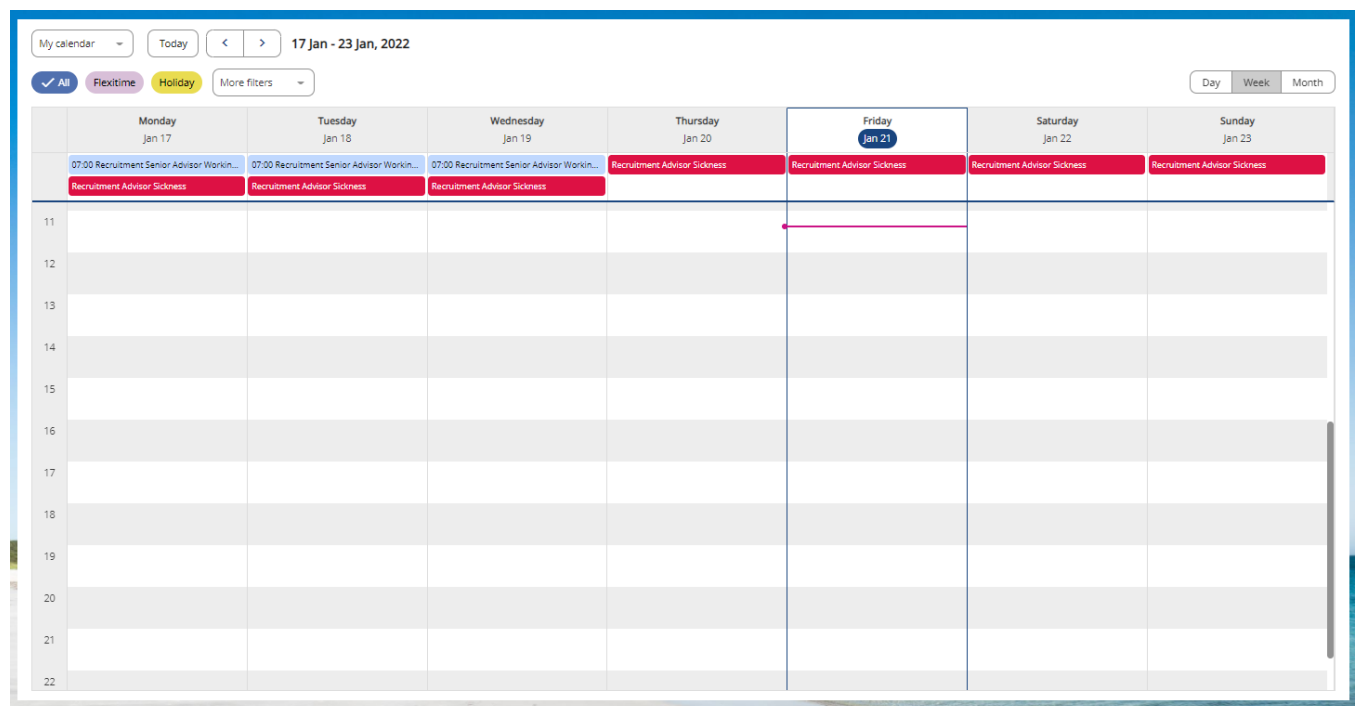 My calendar Today 17 Jan - 23 Jan, 2022
All Flexitime Holiday More filters Day Week Month
Monday Tuesday Wednesday Thursday Friday Saturday Sunday
Jan 17 Jan 18 Jan 19 Jan 20 Jan 21 Jan 22 Jan 23
07:00 Recruitment Senior Advisor Workin... 07:00 Recruitment Senior Advisor Workin... 07:00 Recruitment Senior Advisor Workin... Recruitment Advisor Sickness Recruitment Advisor Sickness Recruitment Advisor Sickness Recruitment Advisor Sickness
Recruitment Advisor Sickness Recruitment Advisor Sickness Recruitment Advisor Sickness
11
12
13
14
15
16
17
18
19
20
21
22